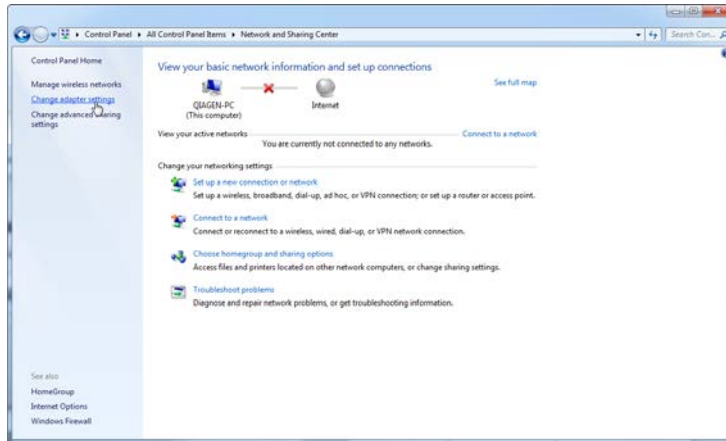 Control Panel ▸ All Control Panel Items ▸ Network and Sharing Center
Search Con...
Control Panel Home
Manage wireless networks
Change adapter settings
Change advanced sharing
settings
See also
HomeGroup
Internet Options
Windows Firewall
View your basic network information and set up connections
See full map
QIAGEN-PC
(This computer)
Internet
View your active networks
Connect to a network
You are currently not connected to any networks.
Change your networking settings
Set up a new connection or network
Set up a wireless, broadband, dial-up, ad hoc, or VPN connection; or set up a router or access point.
Connect to a network
Connect or reconnect to a wireless, wired, dial-up, or VPN network connection.
Choose homegroup and sharing options
Access files and printers located on other network computers, or change sharing settings.
Troubleshoot problems
Diagnose and repair network problems, or get troubleshooting information.